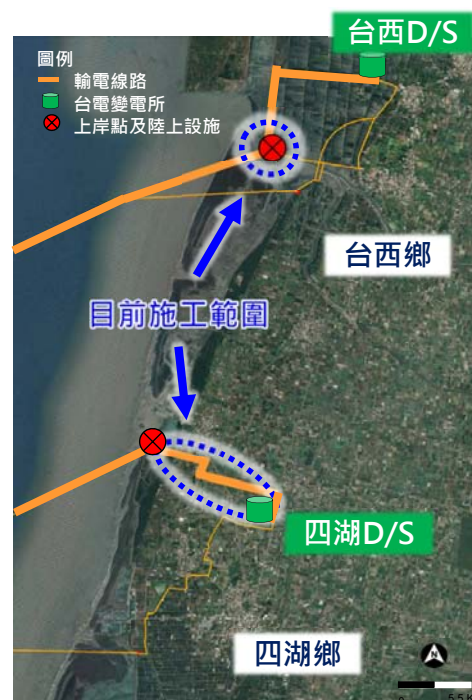 台西D/S
圖例
輸電線路
台電變電所
上岸點及陸上設施
台西鄉
目前施工範圍
四湖D/S
四湖鄉
N